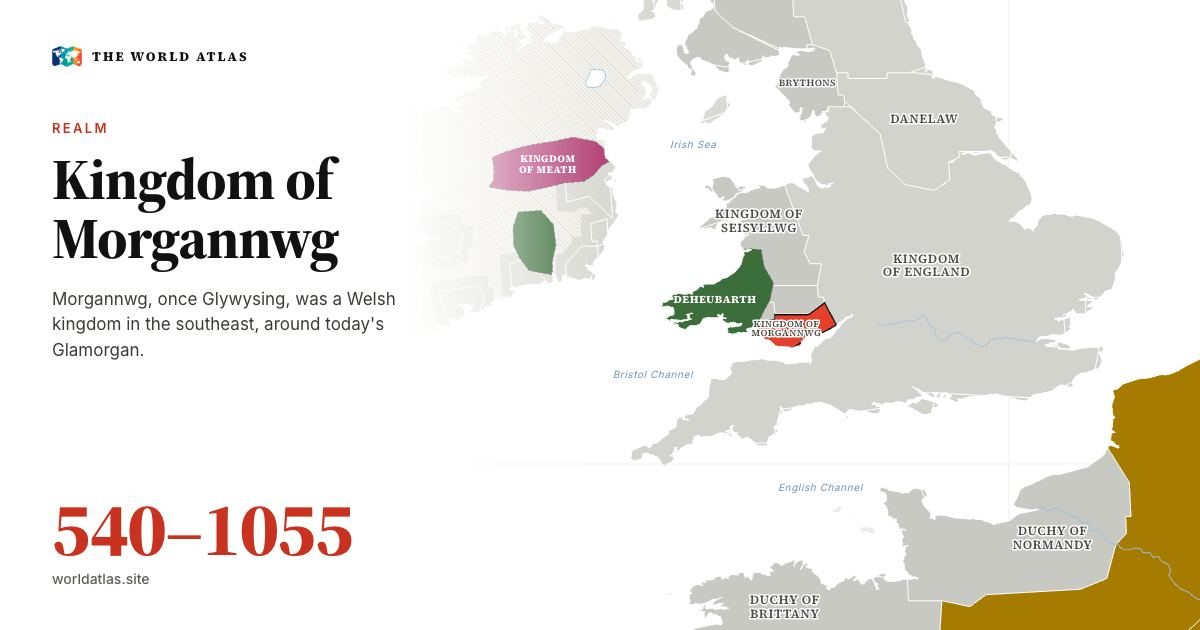 THE WORLD ATLAS
REALM
Kingdom of
Morgannwg
Morgannwg, once Glywysing, was a Welsh
kingdom in the southeast, around today's
Glamorgan.
540–1055
worldatlas.site
BRYTHONS
DANELAW
Irish Sea
KINGDOM
OF MEATH
KINGDOM OF
SEISYLLWG
KINGDOM
OF ENGLAND
DEHEUBARTH
KINGDOM OF
MORGANNWG
Bristol Channel
English Channel
DUCHY OF
NORMANDY
DUCHY OF
BRITTANY